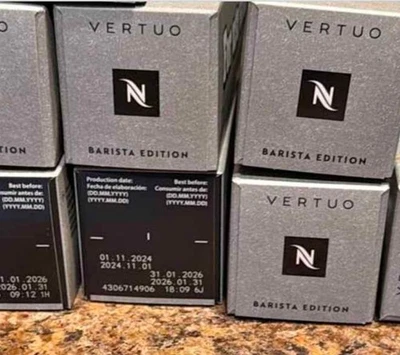 VERTUO
N
BARISTA EDITION
VERTUO
N
BARISTA EDITION
Best before:
Consumir antes de:
(DD.MM.YYYY)
(YYYY.MM.DD)
.01.2026
.01.31
09:12 1H
Production date:
Fecha de elaboración:
(DD.MM.YYYY)
(YYYY.MM.DD)
Best before:
Consumir antes de:
(DD.MM.YYYY)
(YYYY.MM.DD)
01.11.2024
2024.11.01
31.01.2026
2026.01.31
4306714906 18:09 6J
VERTUO
N
BARISTA EDITION